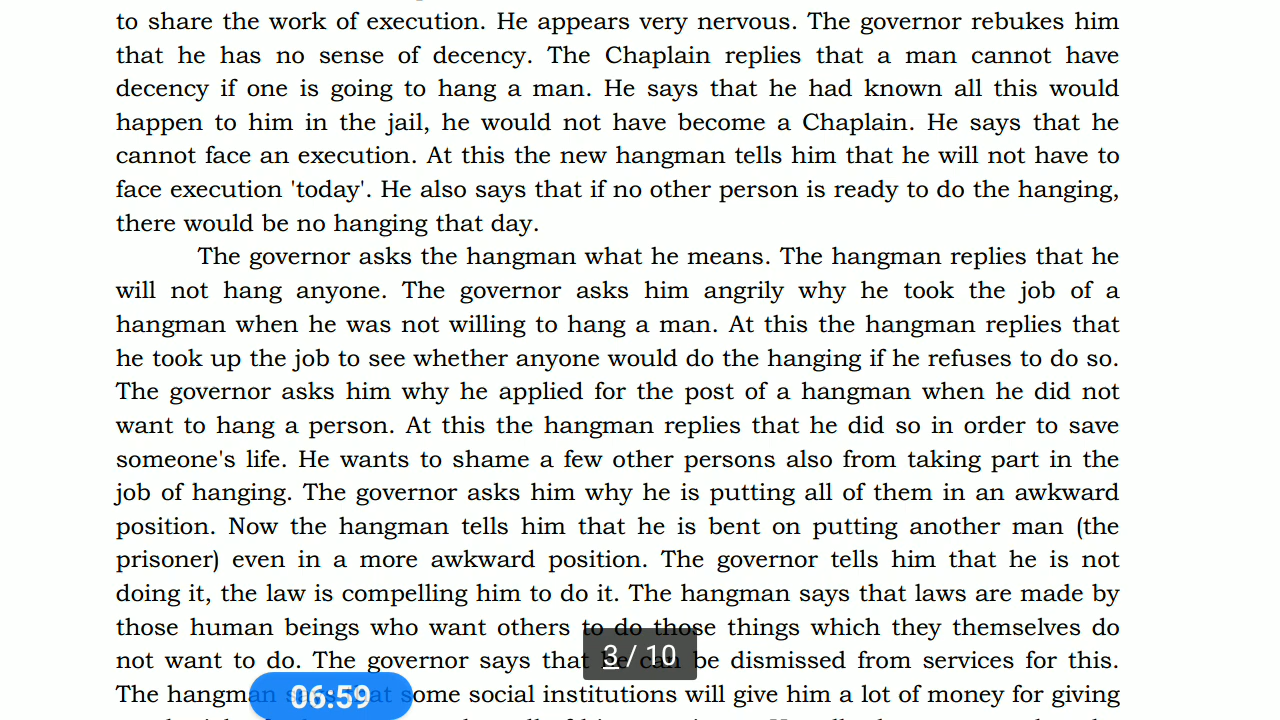 to share the work of execution. He appears very nervous. The governor rebukes him
that he has no sense of decency. The Chaplain replies that a man cannot have
decency if one is going to hang a man. He says that he had known all this would
happen to him in the jail, he would not have become a Chaplain. He says that he
cannot face an execution. At this the new hangman tells him that he will not have to
face execution 'today'. He also says that if no other person is ready to do the hanging,
there would be no hanging that day.
The governor asks the hangman what he means. The hangman replies that he
will not hang anyone. The governor asks him angrily why he took the job of a
hangman when he was not willing to hang a man. At this the hangman replies that
he took up the job to see whether anyone would do the hanging if he refuses to do so.
The governor asks him why he applied for the post of a hangman when he did not
want to hang a person. At this the hangman replies that he did so in order to save
someone's life. He wants to shame a few other persons also from taking part in the
job of hanging. The governor asks him why he is putting all of them in an awkward
position. Now the hangman tells him that he is bent on putting another man (the
prisoner) even in a more awkward position. The governor tells him that he is not
doing it, the law is compelling him to do it. The hangman says that laws are made by
those human beings who want others to do those things which they themselves do
not want to do. The governor says that he can be dismissed from services for this.
3 / 10
The hangman says that some social institutions will give him a lot of money for giving
06:59